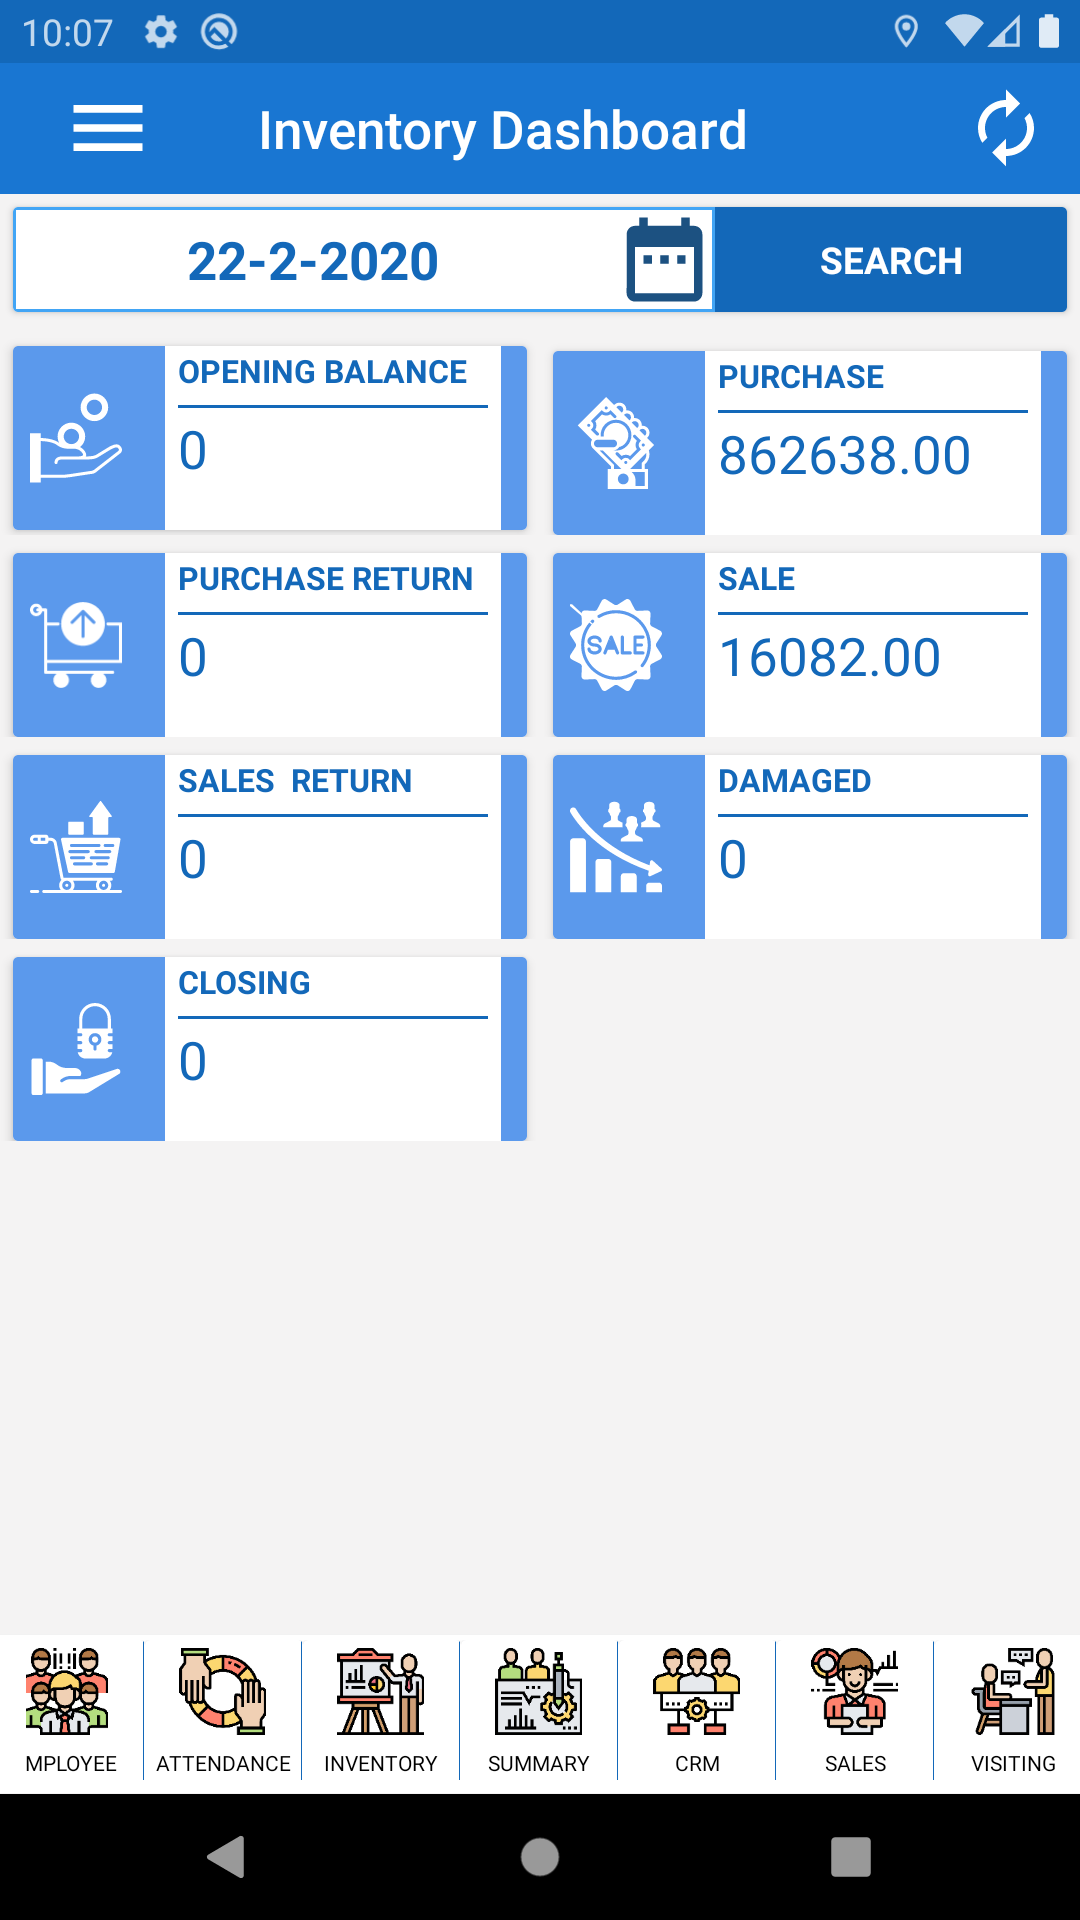 10:07
Inventory Dashboard
22-2-2020
SEARCH
OPENING BALANCE
0
PURCHASE
862638.00
PURCHASE RETURN
0
SALE
SALE
16082.00
SALES  RETURN
0
DAMAGED
0
CLOSING
0
MPLOYEE
ATTENDANCE
INVENTORY
SUMMARY
CRM
SALES
VISITING